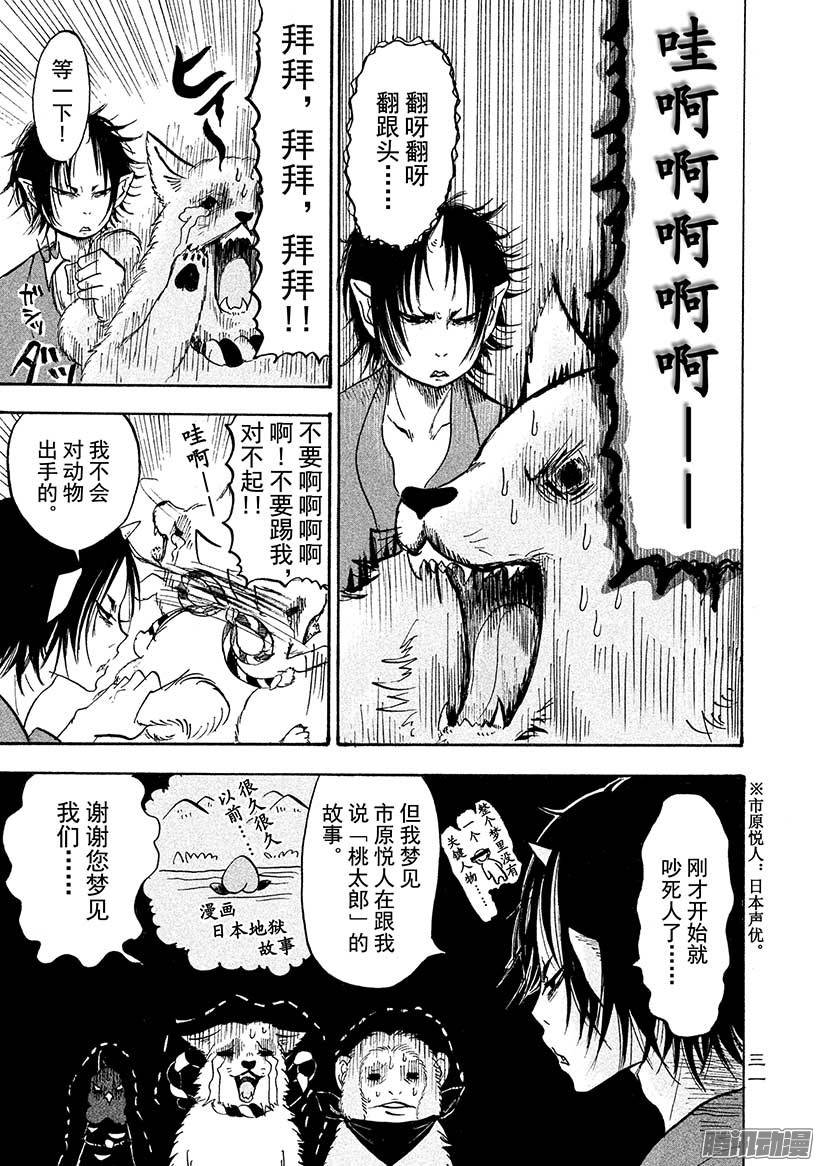 哇啊啊啊啊啊——
翻呀翻呀
翻跟头……
拜拜，拜拜，拜拜!!
ヒィ〜
等一下！
ガシッ
ダッ
不要啊啊啊啊
啊！不要踢我，
对不起!!
哇啊——
我不会
对动物
出手的。
※市原悦人：日本声优。
刚才开始就
吵死人了……
整个梦里没有
一个
关键人物……
但我梦见
市原悦人在跟我
说「桃太郎」的
故事。
很久很久
以前……
漫画
日本地狱
故事
谢谢您梦见
我们……
三一
腾讯动漫